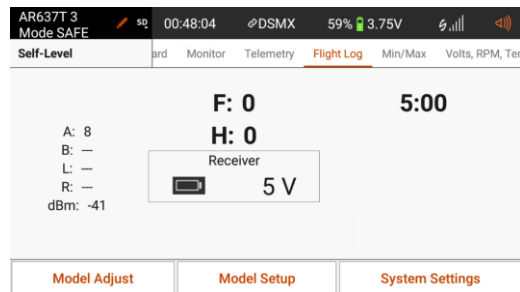 AR637T 3
Mode SAFE
SD
00:48:04
DSMX
59%
3.75V
Self-Level
ard
Monitor
Telemetry
Flight Log
Min/Max
Volts, RPM, Ter
F: 0
5:00
A: 8
H: 0
B: ---
Receiver
L: ---
5 V
R: ---
dBm: -41
Model Adjust
Model Setup
System Settings